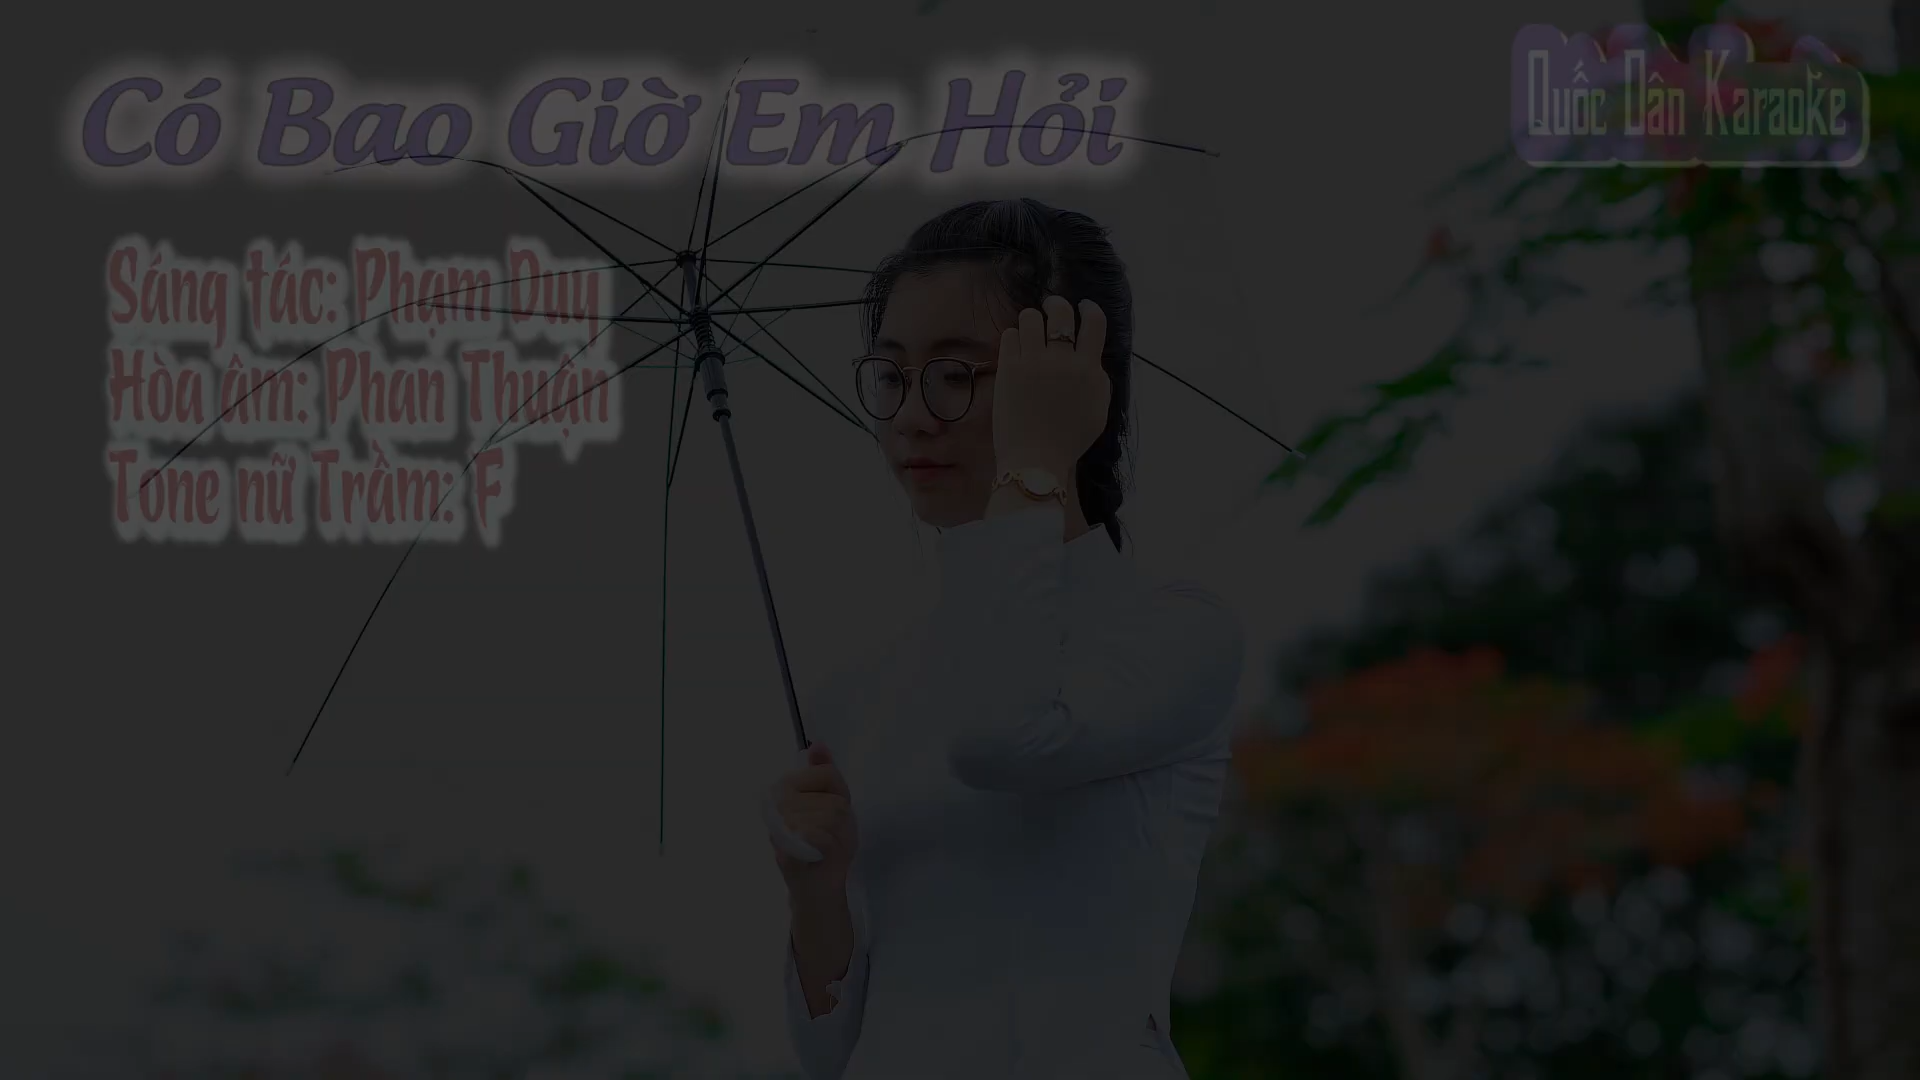 Có Bao Giờ Em Hỏi
Quốc Dân Karaoke
Sáng tác: Phạm Duy
Hòa âm: Phan Thuận
Tone nữ Trầm: F